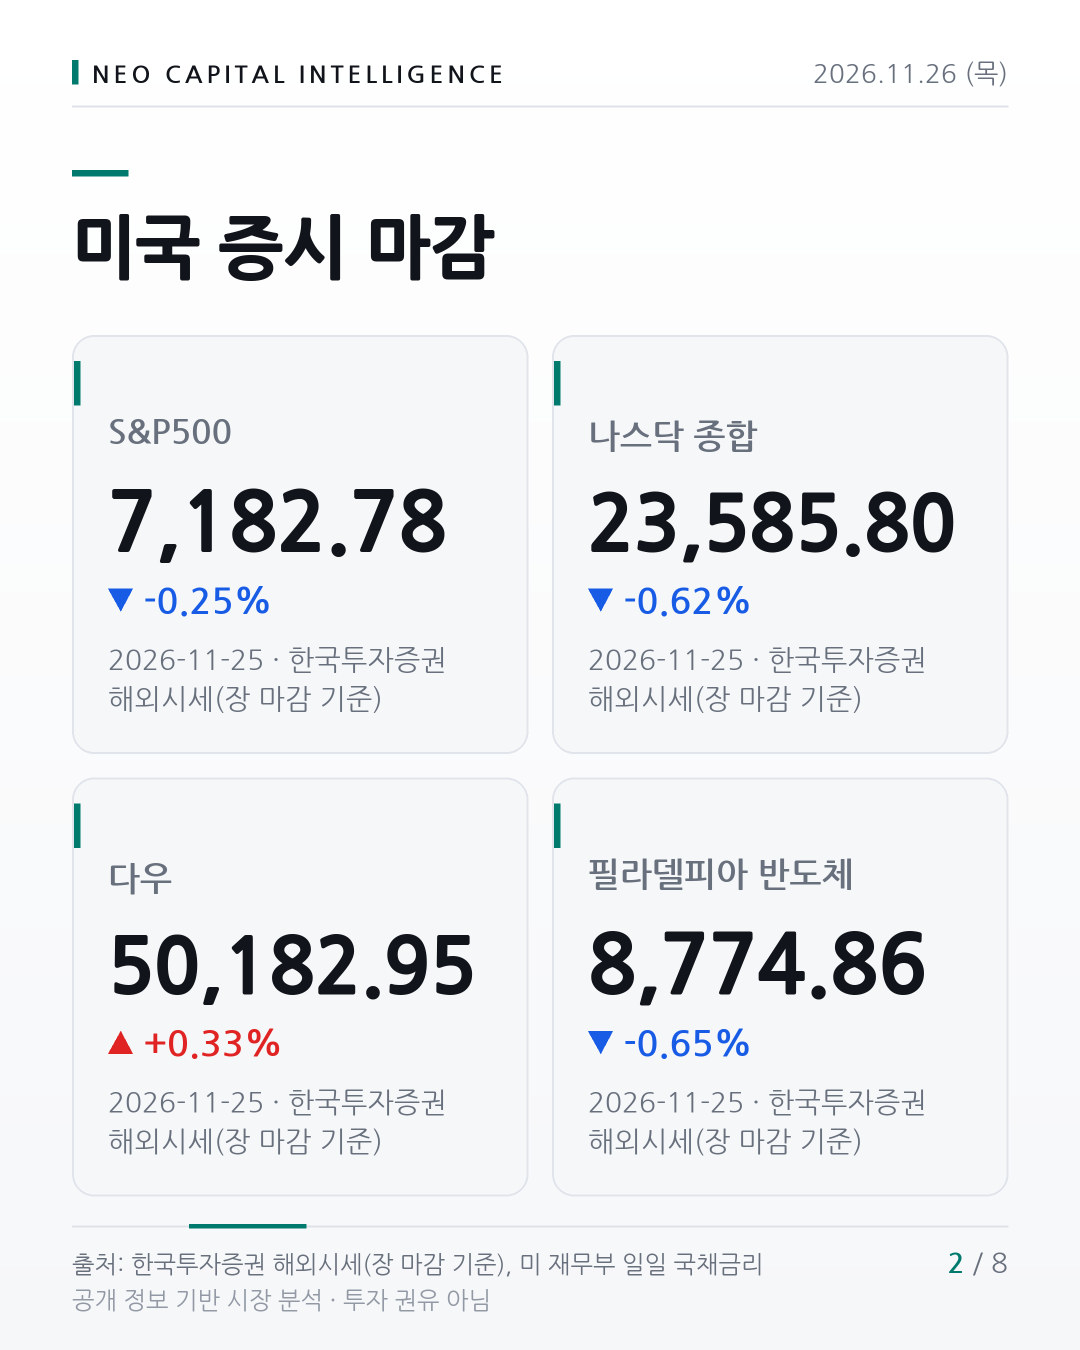 NEO CAPITAL INTELLIGENCE
2026.11.26 (목)
미국 증시 마감
S&P500
7,182.78
▼ -0.25%
2026-11-25 · 한국투자증권
해외시세(장 마감 기준)
나스닥 종합
23,585.80
▼ -0.62%
2026-11-25 · 한국투자증권
해외시세(장 마감 기준)
다우
50,182.95
▲ +0.33%
2026-11-25 · 한국투자증권
해외시세(장 마감 기준)
필라델피아 반도체
8,774.86
▼ -0.65%
2026-11-25 · 한국투자증권
해외시세(장 마감 기준)
출처: 한국투자증권 해외시세(장 마감 기준), 미 재무부 일일 국채금리
2 / 8
공개 정보 기반 시장 분석 · 투자 권유 아님